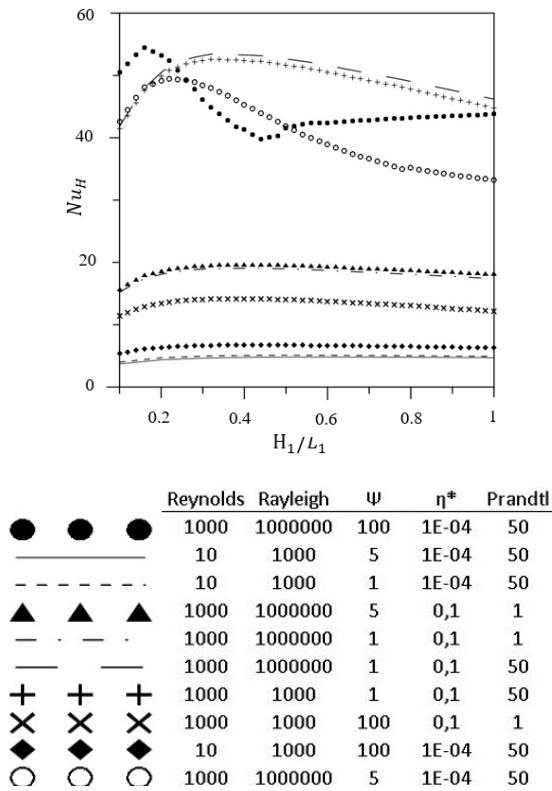 60
40
20
0
Nu_H
0.2
0.4
0.6
0.8
1
H₁/L₁
Reynolds Rayleigh Ψ η* Prandtl
1000 1000000 100 1E-04 50
10 1000 5 1E-04 50
10 1000 1 1E-04 50
1000 1000000 5 0,1 1
1000 1000000 1 0,1 1
1000 1000000 1 0,1 50
1000 1000 1 0,1 50
1000 1000 100 0,1 1
10 1000 100 1E-04 50
1000 1000000 5 1E-04 50